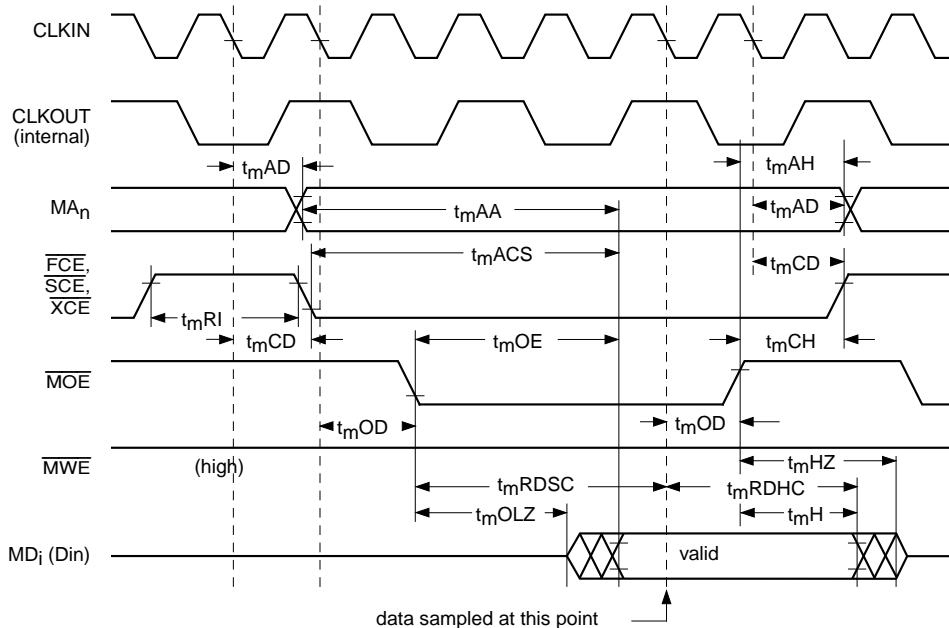 CLKIN
CLKOUT
(internal)
tmAD
tmAH
MAn
tmAA
tmAD
tmACS
tmCD
FCE,
SCE,
XCE
tmRI
tmCD
tmOE
tmCH
MOE
tmOD
tmOD
MWE
(high)
tmHZ
tmRDSC
tmRDHC
tmOLZ
tmH
MDi (Din)
valid
data sampled at this point